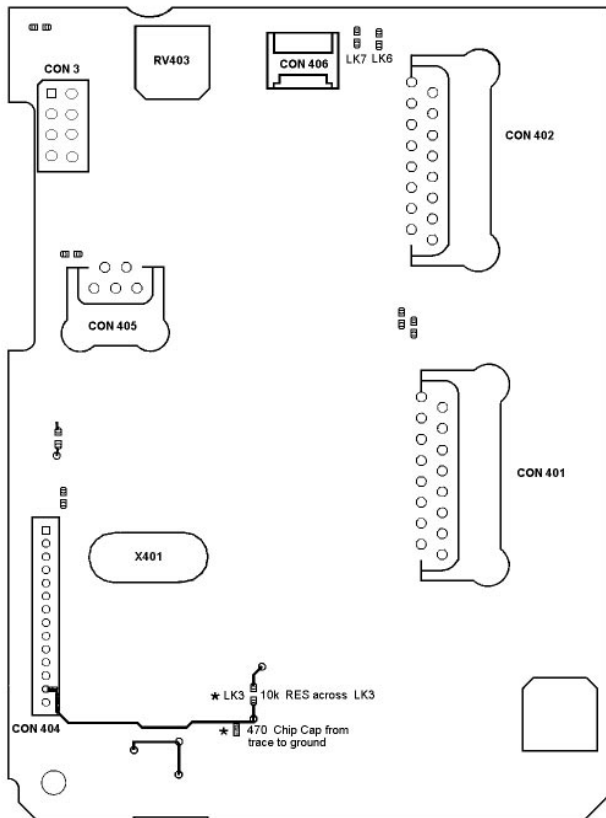 CON 3
RV403
CON 406
LK7 LK6
CON 402
CON 405
CON 401
X401
★ LK3 10k RES across LK3
CON 404
★ 470 Chip Cap from
trace to ground